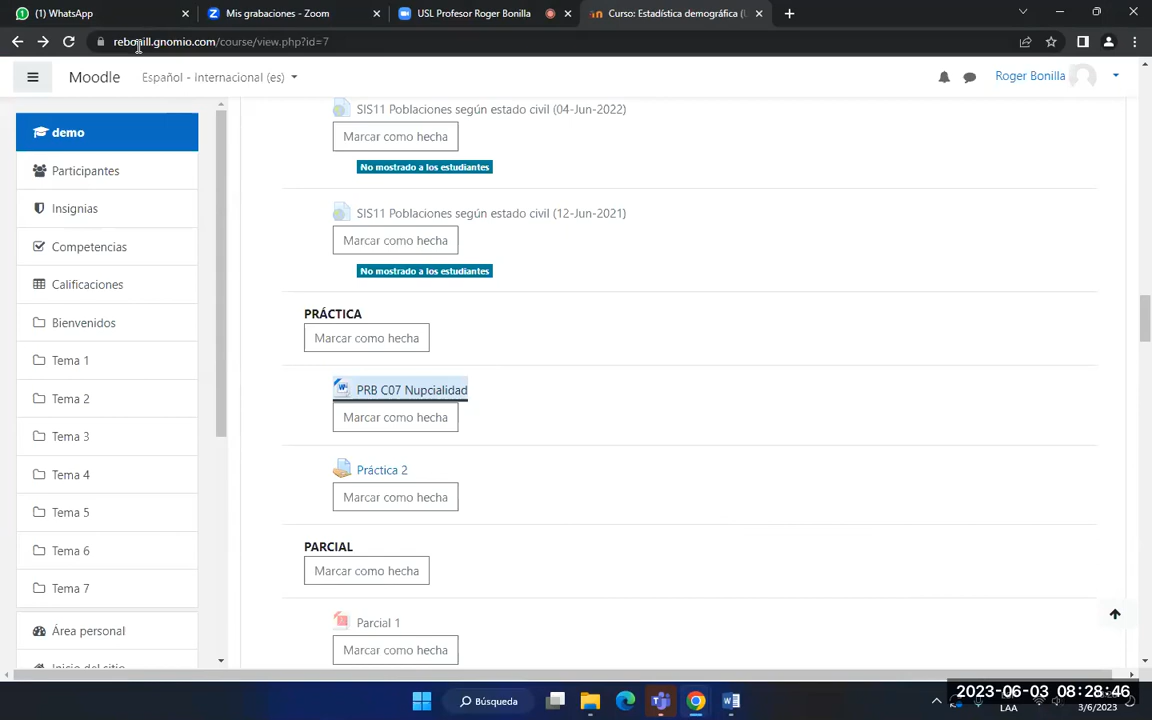 WhatsApp
Mis grabaciones - Zoom
USL Profesor Roger Bonilla
Curso: Estadística demográfica (U
rebonill.gnomio.com/course/view.php?id=7
Moodle
Español - Internacional (es)
Roger Bonilla
demo
Participantes
Insignias
Competencias
Calificaciones
Bienvenidos
Tema 1
Tema 2
Tema 3
Tema 4
Tema 5
Tema 6
Tema 7
Área personal
Inicio del sitio
SIS11 Poblaciones según estado civil (04-Jun-2022)
Marcar como hecha
No mostrado a los estudiantes
SIS11 Poblaciones según estado civil (12-Jun-2021)
Marcar como hecha
No mostrado a los estudiantes
PRÁCTICA
Marcar como hecha
PRB C07 Nupcialidad
Marcar como hecha
Práctica 2
Marcar como hecha
PARCIAL
Marcar como hecha
Parcial 1
Marcar como hecha
Búsqueda
2023-06-03 08:28:46
LAA
3/6/2023